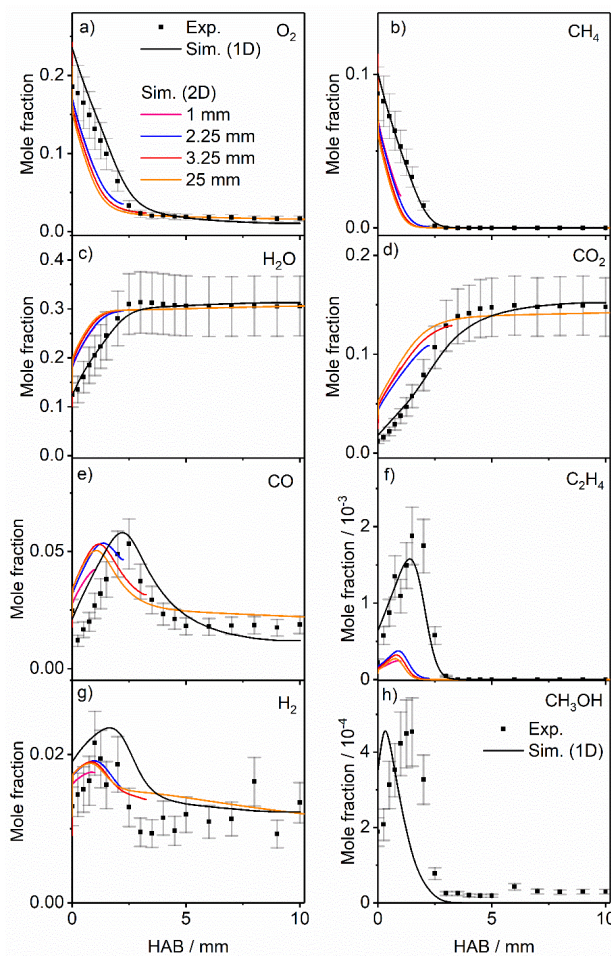 a) O₂
Exp.
Sim. (1D)
Sim. (2D)
1 mm
2.25 mm
3.25 mm
25 mm
Mole fraction
0.2
0.1
0.0
b) CH₄
Mole fraction
0.1
0.0
c) H₂O
Mole fraction
0.4
0.3
0.2
0.1
0.0
d) CO₂
Mole fraction
0.2
0.1
0.0
e) CO
Mole fraction
0.05
0.00
f) C₂H₄
Mole fraction / 10⁻³
2
1
0
g) H₂
Mole fraction
0.02
0.00
0 5 10
HAB / mm
h) CH₃OH
Exp.
Sim. (1D)
Mole fraction / 10⁻⁴
4
2
0
0 5 10
HAB / mm